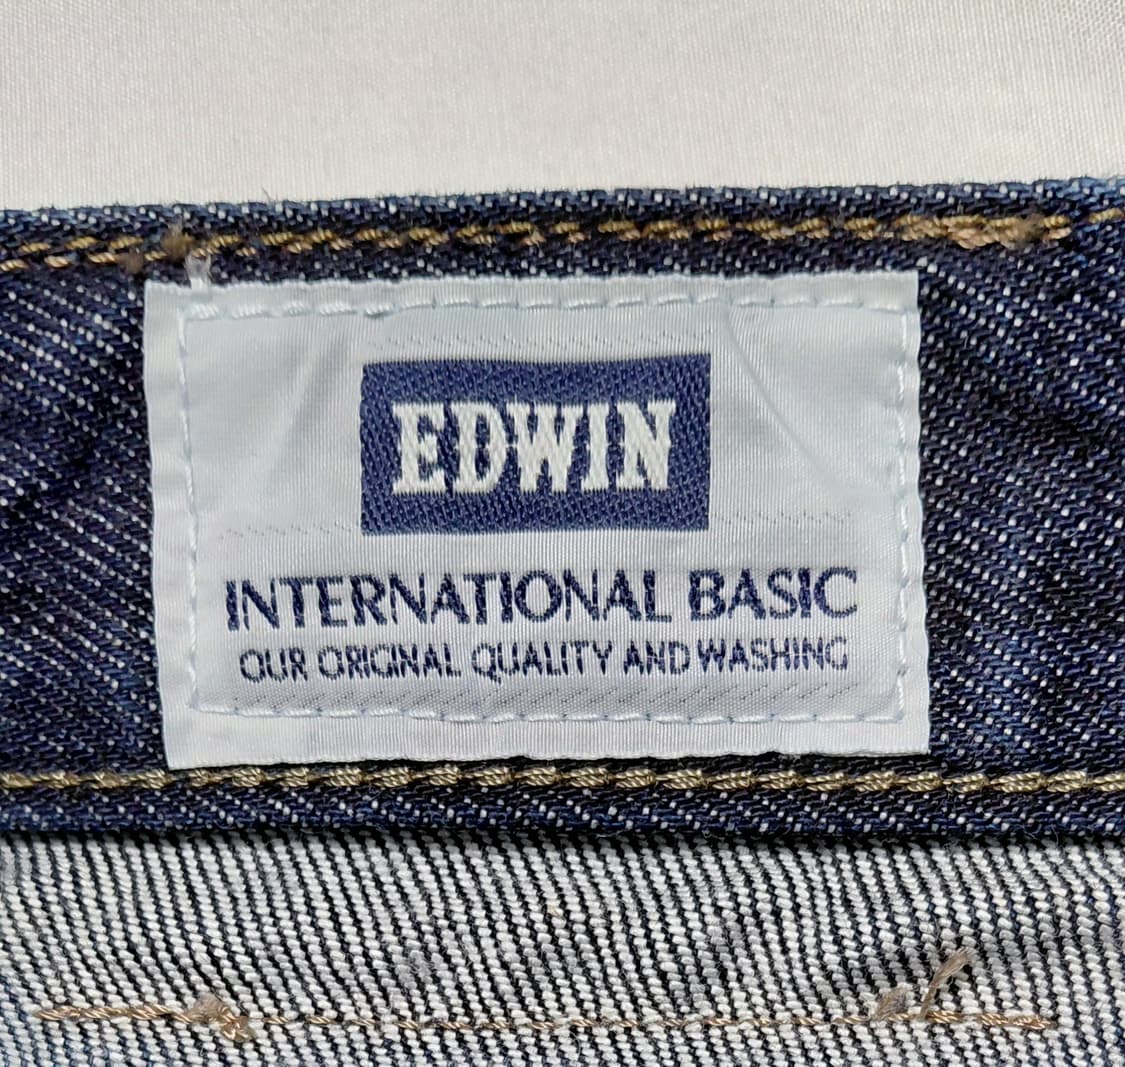 EDWIN
INTERNATIONAL BASIC
OUR ORIGINAL QUALITY AND WASHING